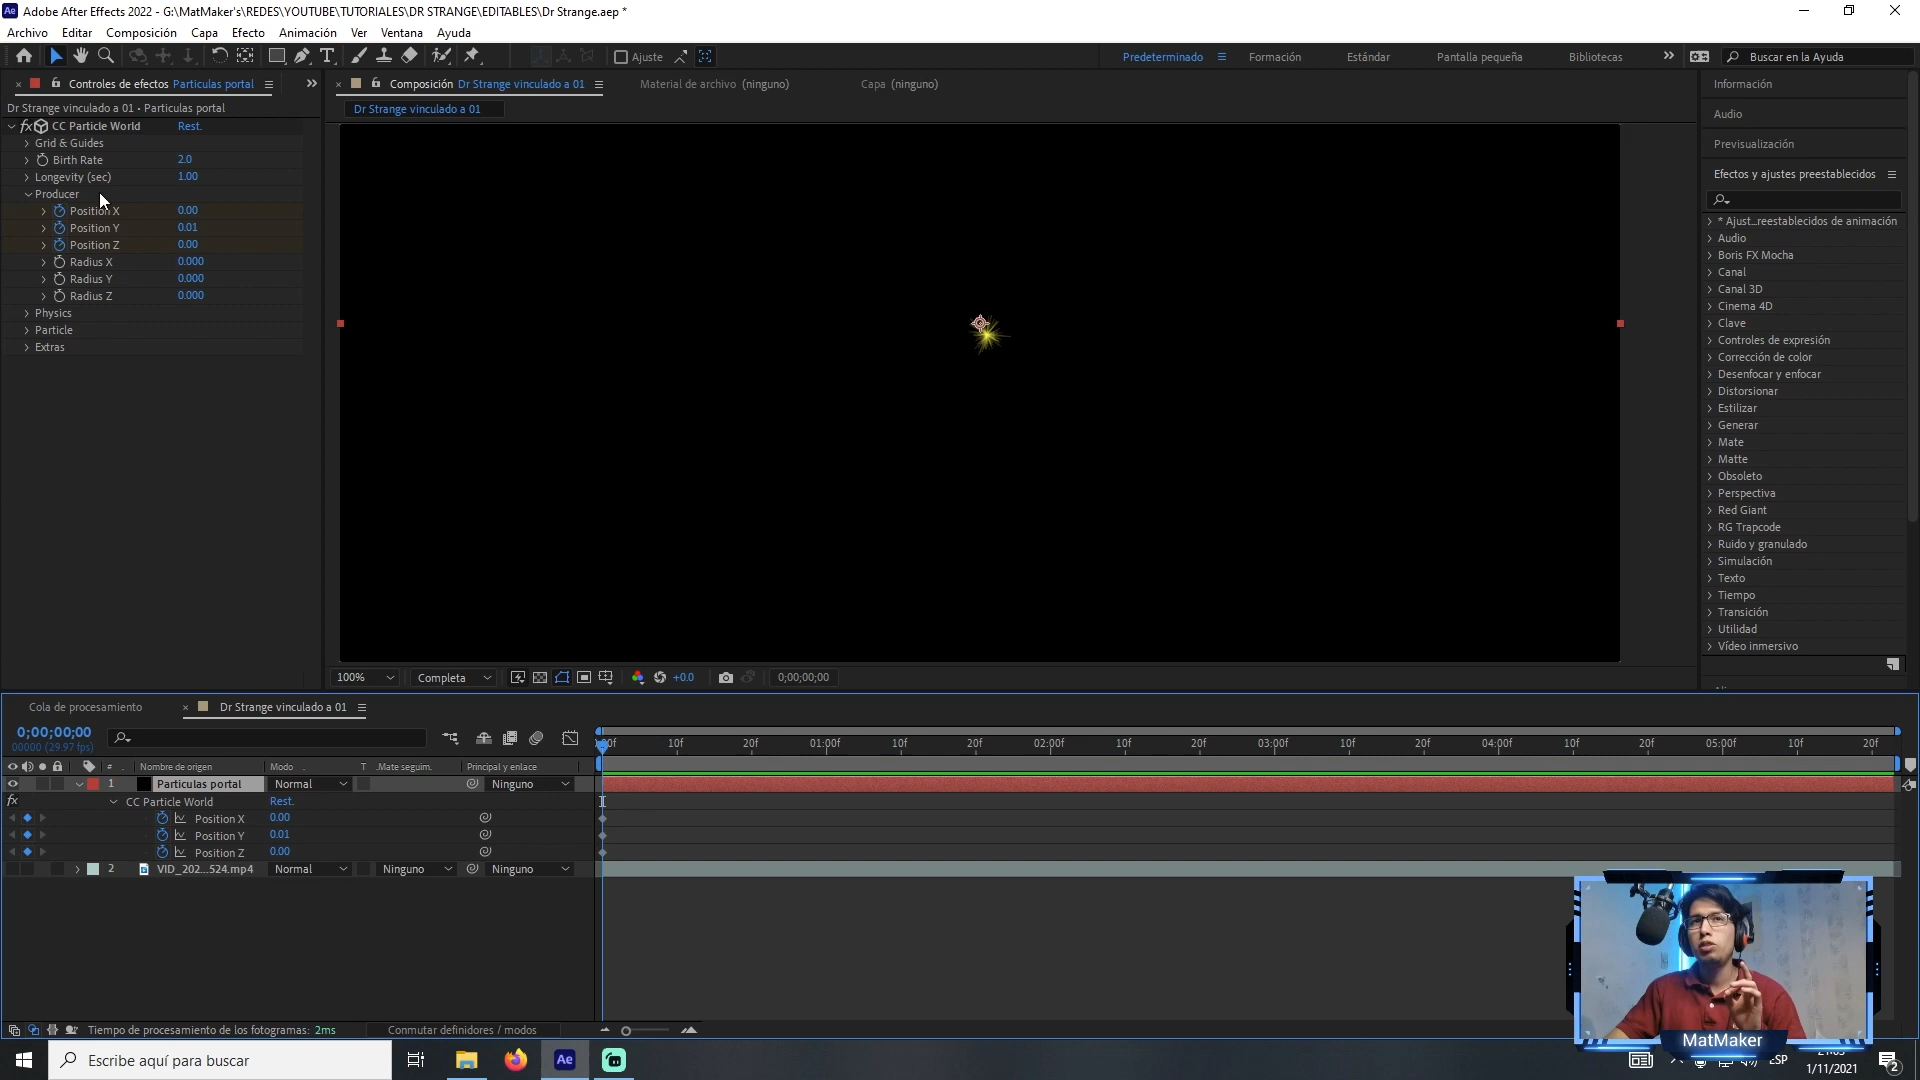 Ae Adobe After Effects 2022 - G:\MatMaker's\REDES\YOUTUBE\TUTORIALES\DR STRANGE\EDITABLES\Dr Strange.aep *
Archivo Editar Composición Capa Efecto Animación Ver Ventana Ayuda
Ajuste Predeterminado Formación Estándar Pantalla pequeña Bibliotecas Buscar en la Ayuda
Controles de efectos Particulas portal
Dr Strange vinculado a 01 • Particulas portal
fx CC Particle World Rest.
Grid & Guides
Birth Rate 2.0
Longevity (sec) 1.00
Producer
Position X 0.00
Position Y 0.01
Position Z 0.00
Radius X 0.000
Radius Y 0.000
Radius Z 0.000
Physics
Particle
Extras
Composición Dr Strange vinculado a 01 Material de archivo (ninguno) Capa (ninguno)
Dr Strange vinculado a 01
100% Completa +0.0 0;00;00;00
Información
Audio
Previsualización
Efectos y ajustes preestablecidos
* Ajust...reestablecidos de animación
Audio
Boris FX Mocha
Canal
Canal 3D
Cinema 4D
Clave
Controles de expresión
Corrección de color
Desenfocar y enfocar
Distorsionar
Estilizar
Generar
Mate
Matte
Obsoleto
Perspectiva
Red Giant
RG Trapcode
Ruido y granulado
Simulación
Texto
Tiempo
Transición
Utilidad
Vídeo inmersivo
Cola de procesamiento Dr Strange vinculado a 01
0;00;00;00
00000 (29.97 fps)
:00f 10f 20f 01:00f 10f 20f 02:00f 10f 20f 03:00f 10f 20f 04:00f 10f 20f 05:00f 10f 20f
# Nombre de origen Modo T .Mate seguim. Principal y enlace
1 Particulas portal Normal Ninguno
fx CC Particle World Rest.
Position X 0.00
Position Y 0.01
Position Z 0.00
2 VID_202...524.mp4 Normal Ninguno Ninguno
Tiempo de procesamiento de los fotogramas: 2ms Conmutar definidores / modos
MatMaker
Escribe aquí para buscar Ae ESP
1/11/2021 2